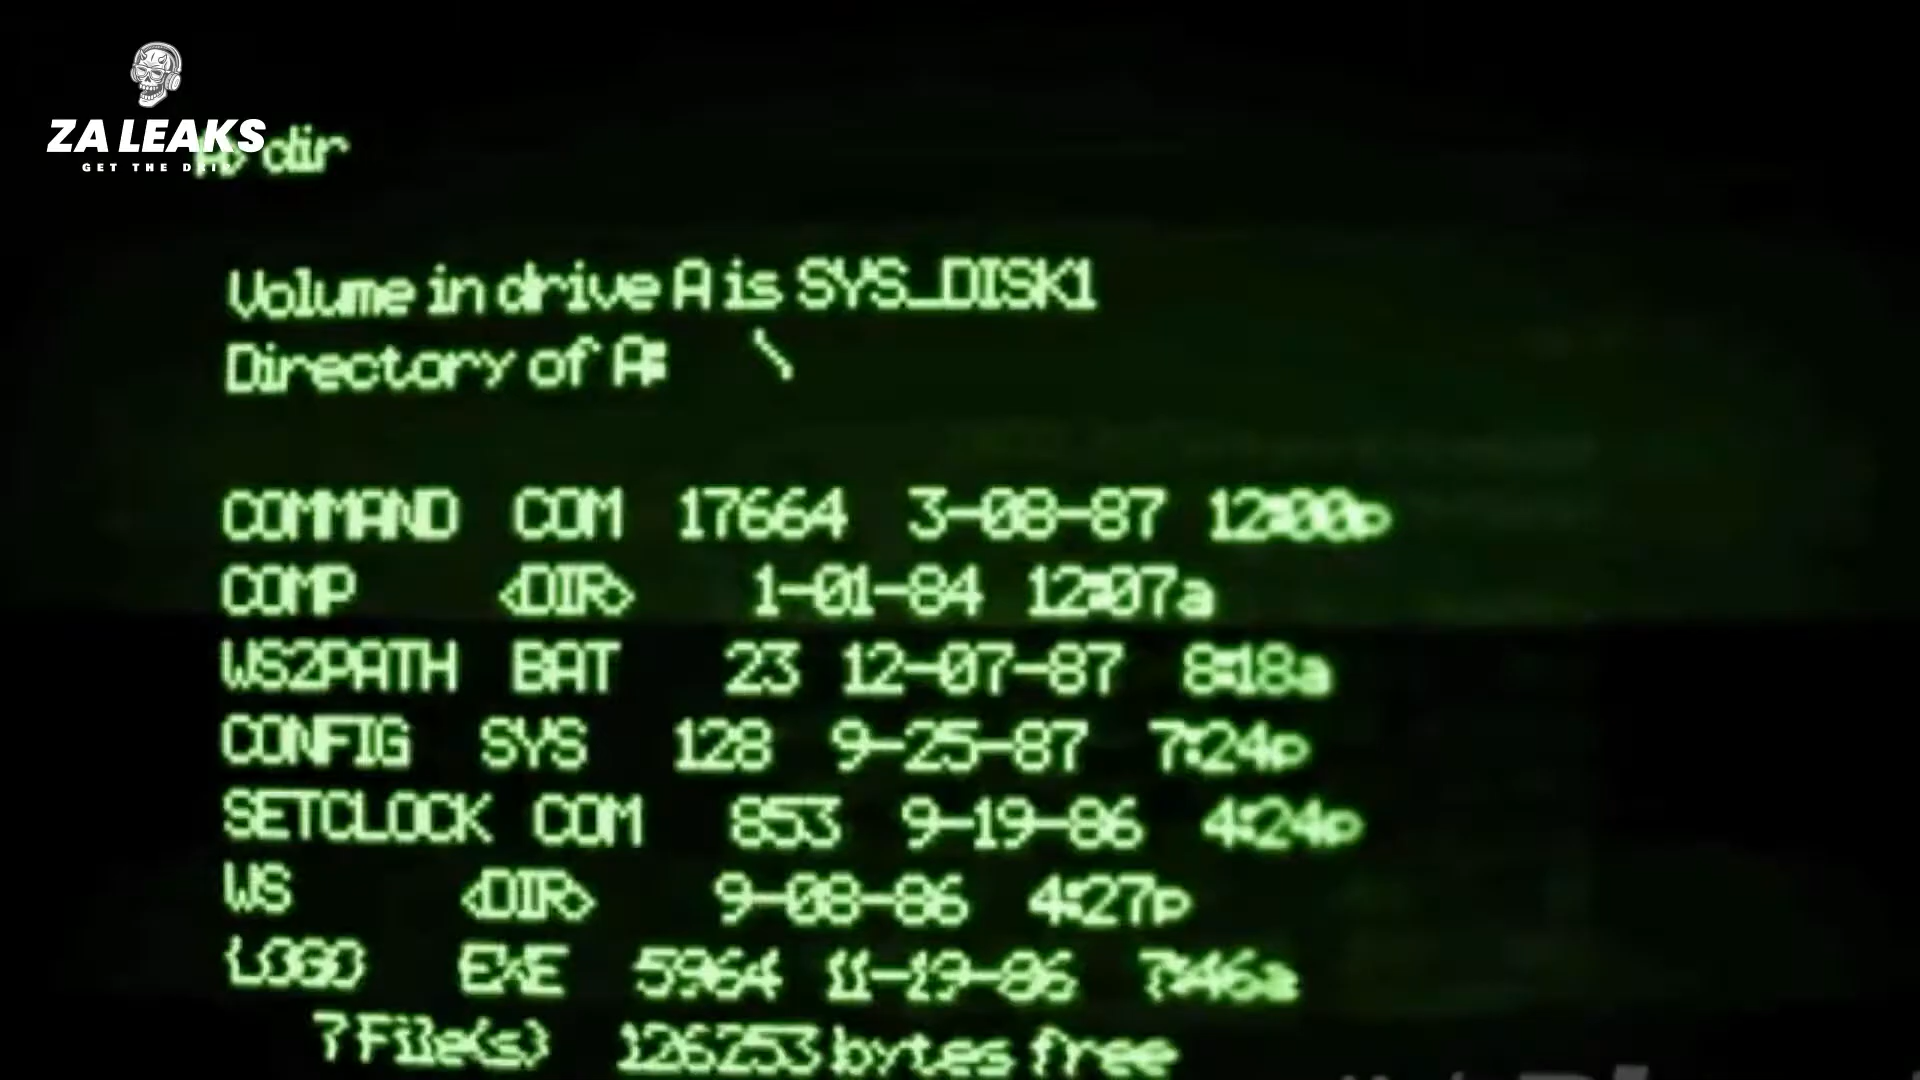 ZA LEAKS
GET THE DRIP
A> dir
Volume in drive A is SYS_DISK1
Directory of A: \
COMMAND COM 17664 3-08-87 12:00p
COMP <DIR> 1-01-84 12:07a
WS2PATH BAT 23 12-07-87 8:18a
CONFIG SYS 128 9-25-87 7:24p
SETCLOCK COM 853 9-19-86 4:24p
WS <DIR> 9-08-86 4:27p
LOGO EXE 5964 11-19-86 7:46a
7 File(s) 126253 bytes free